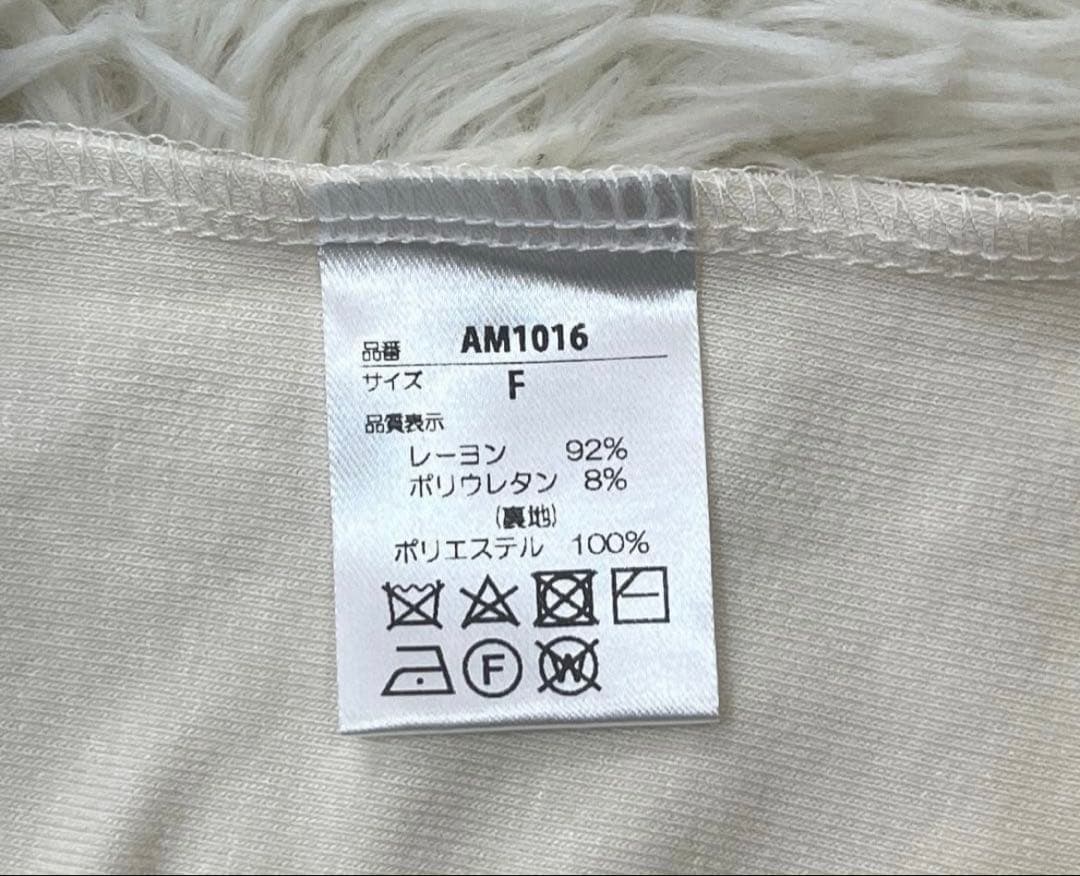 品番 AM1016
サイズ F
品質表示
レーヨン 92%
ポリウレタン 8%
(裏地)
ポリエステル 100%
F W